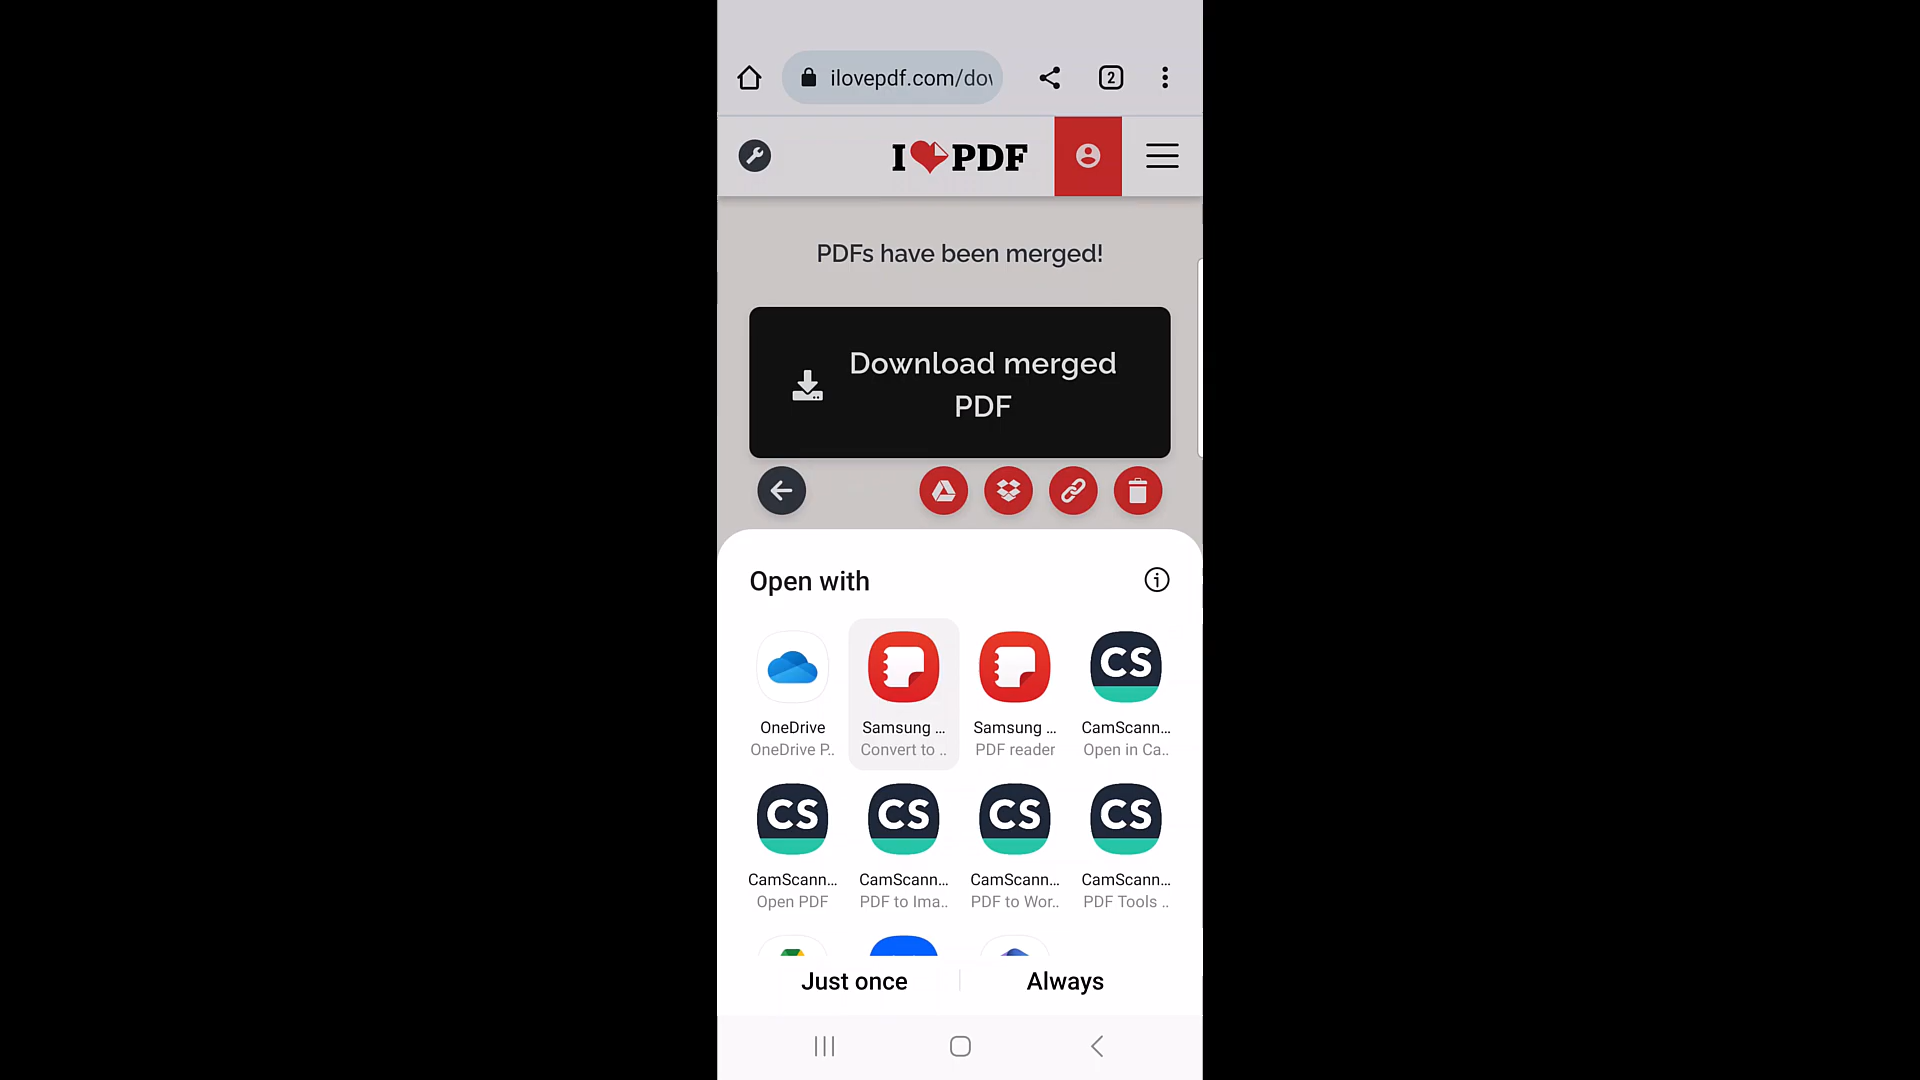 ilovepdf.com/dov
2
I PDF
PDFs have been merged!
Download merged
PDF
Open with
OneDrive
OneDrive P..
Samsung ...
Convert to ..
Samsung ...
PDF reader
CS
CamScann...
Open in Ca..
CS
CamScann...
Open PDF
CS
CamScann...
PDF to Ima..
CS
CamScann...
PDF to Wor..
CS
CamScann...
PDF Tools ..
Just once
Always